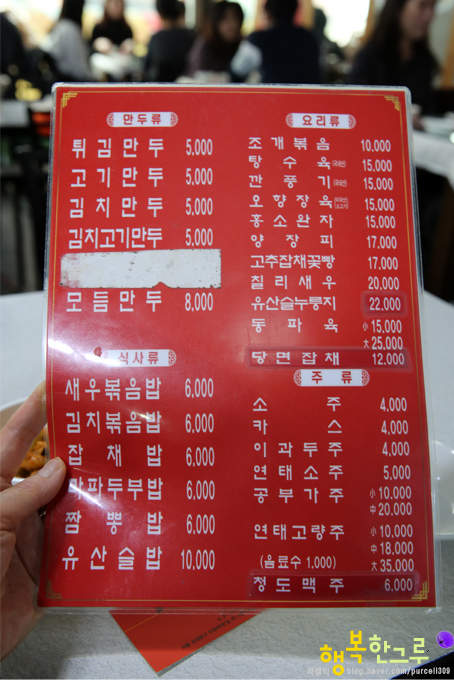 만두류
튀김만두 5,000
고기만두 5,000
김치만두 5,000
김치고기만두 5,000
모듬만두 8,000
식사류
새우볶음밥 6,000
김치볶음밥 6,000
잡채밥 6,000
마파두부밥 6,000
짬뽕밥 6,000
유산슬밥 10,000
요리류
조개볶음 10,000
탕수육 15,000
깐풍기 15,000
오향장육 15,000
홍소완자 15,000
양장피 17,000
고추잡채꽃빵 17,000
칠리새우 20,000
유산슬누룽지 22,000
동파육 小 15,000
大 25,000
당면잡채 12,000
주류
소주 4,000
카스 4,000
이과두주 4,000
연태소주 5,000
공부가주 小 10,000
中 20,000
연태고량주 小 10,000
中 18,000
(음료수 1,000) 大 35,000
청도맥주 6,000
행복한그루
blog.naver.com/purcell309